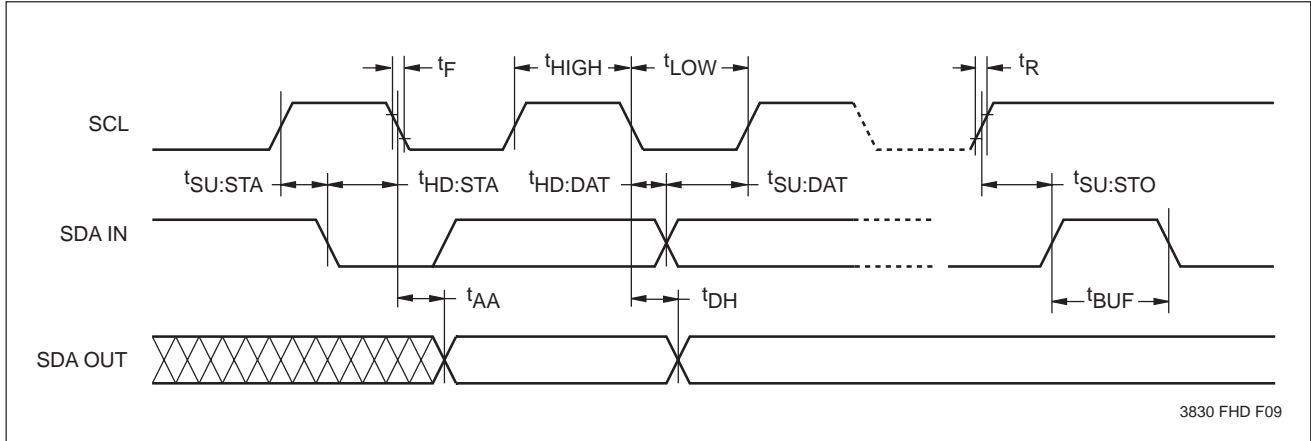 tF
tHIGH
tLOW
tR
SCL
tSU:STA
tHD:STA
tHD:DAT
tSU:DAT
tSU:STO
SDA IN
tAA
tDH
tBUF
SDA OUT
3830 FHD F09